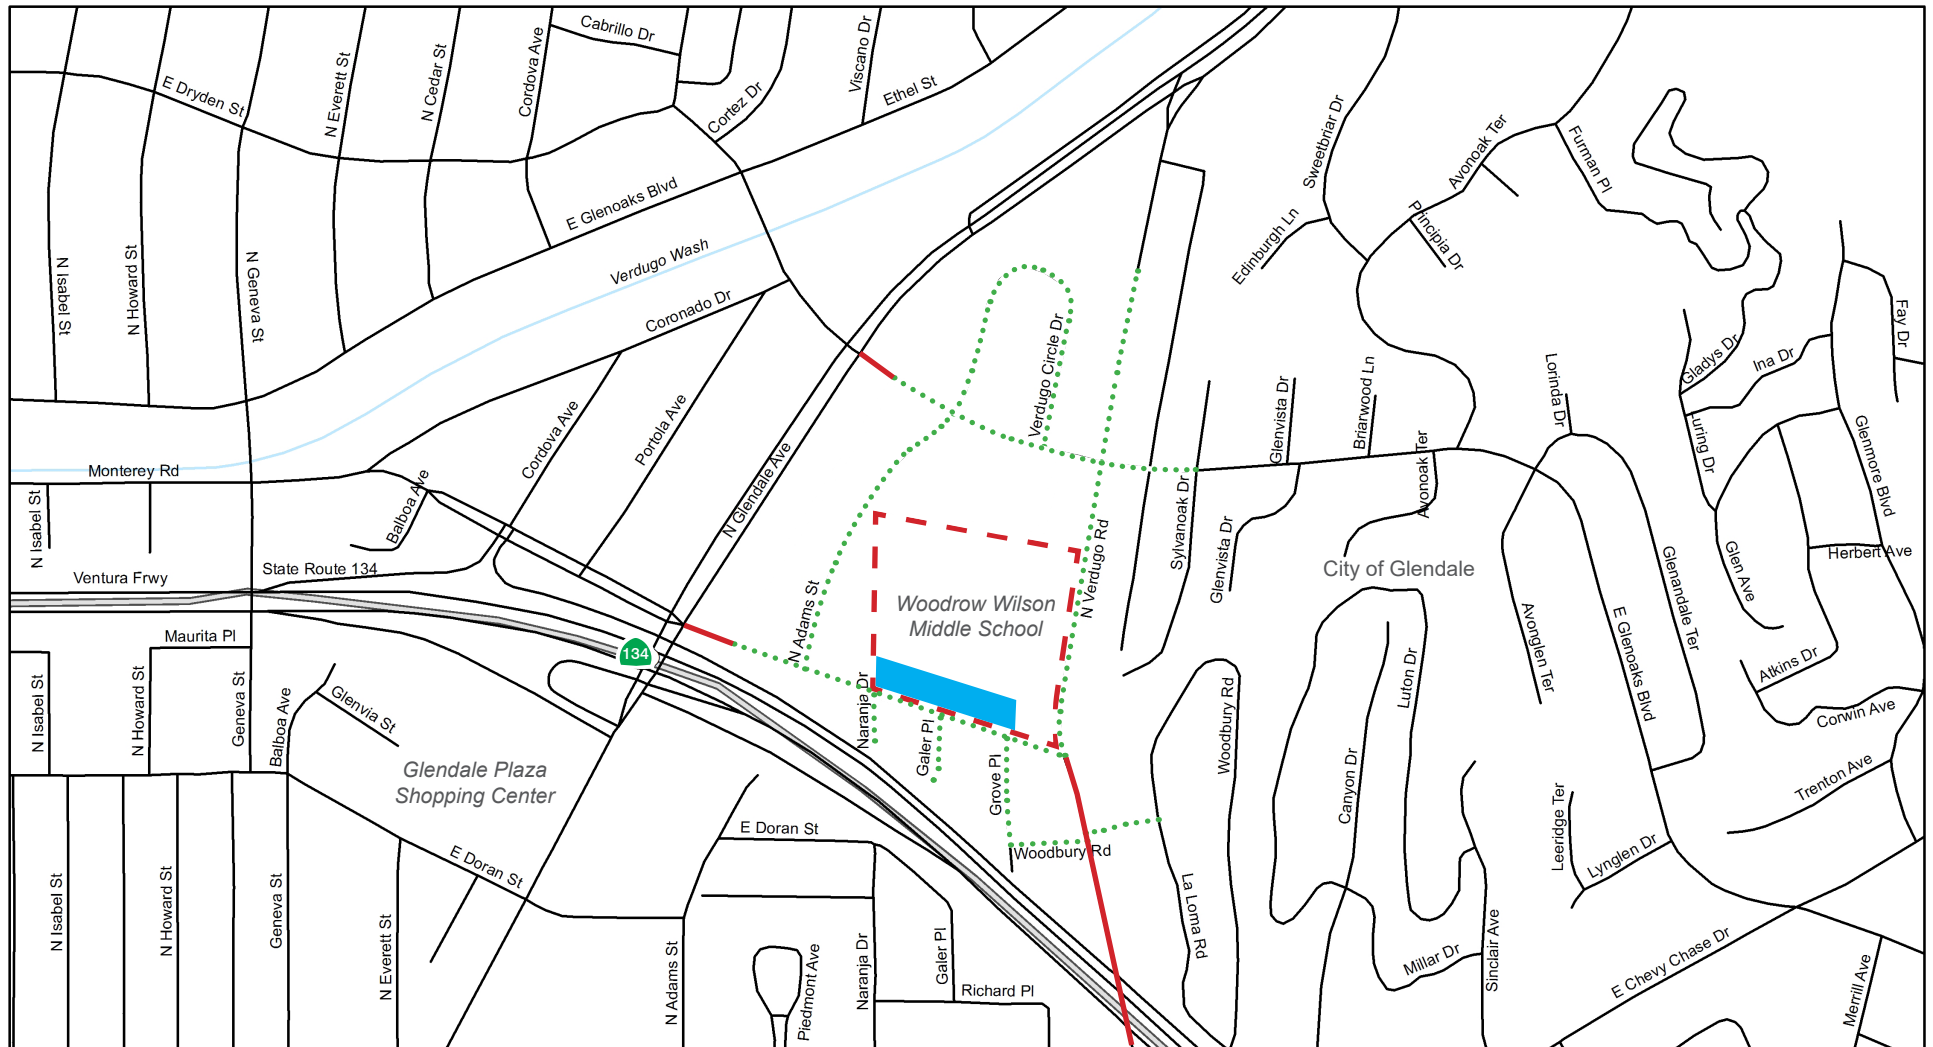 Cabrillo Dr
E Dryden St
N Everett St
N Cedar St
Cordova Ave
Cortez Dr
Viscano Dr
Ethel St
Sweetbriar Dr
Avonoak Ter
Furman Pl
E Glenoaks Blvd
Verdugo Wash
Edinburgh Ln
Principia Dr
N Isabel St
N Howard St
N Geneva St
Coronado Dr
Verdugo Circle Dr
Gladys Dr
Ina Dr
Fay Dr
Cordova Ave
Portola Ave
N Glendale Ave
Glenvista Dr
Briarwood Ln
Avonoak Ter
Lorinda Dr
Turing Dr
Glenmore Blvd
Monterey Rd
N Isabel St
Balboa Ave
Sylvanoak Dr
Glenvista Dr
N Verdugo Rd
Ventura Frwy
State Route 134
N Adams St
Woodrow Wilson
Middle School
City of Glendale
Glenandale Ter
Glen Ave
Herbert Ave
Maurita Pl
134
Avonglen Ter
E Glenoaks Blvd
Atkins Dr
Corwin Ave
N Isabel St
N Howard St
Geneva St
Balboa Ave
Glenvia St
Naranja Dr
Galer Pl
Grove Pl
Woodbury Rd
Luton Dr
Canyon Dr
Glendale Plaza
Shopping Center
Trenton Ave
E Doran St
Woodbury Rd
Leeridge Ter
Lynglen Dr
E Doran St
N Isabel St
N Howard St
Geneva St
N Everett St
N Adams St
Piedmont Ave
Naranja Dr
Galer Pl
Richard Pl
La Loma Rd
Millar Dr
Sinclair Ave
E Chevy Chase Dr
Merrill Ave